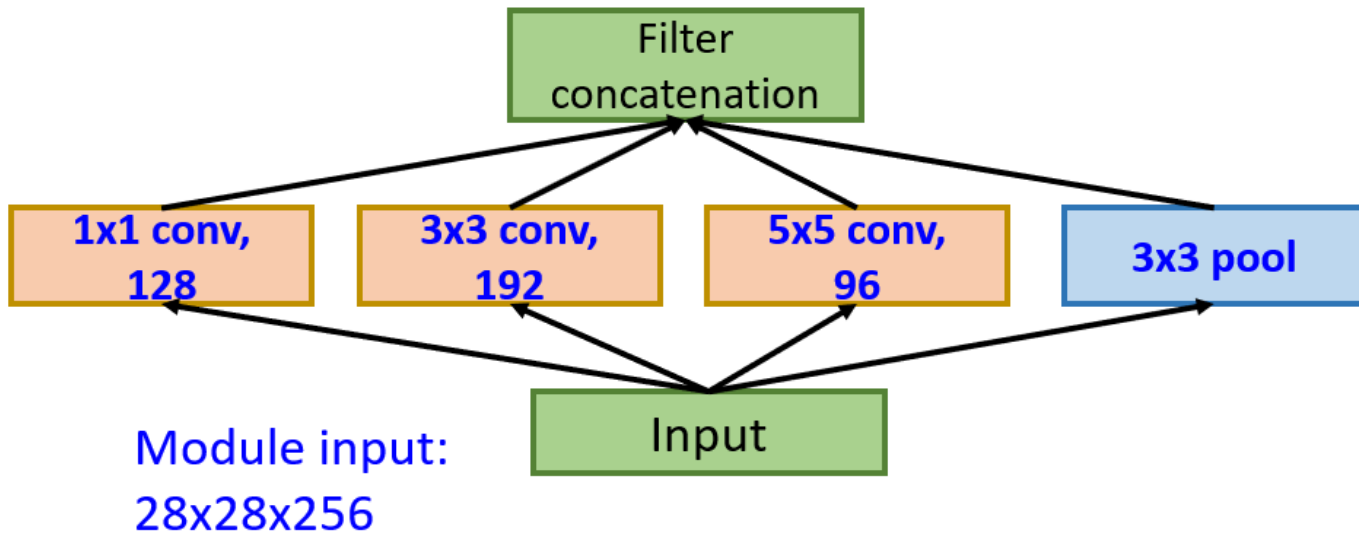 Filter
concatenation
1x1 conv,
128
3x3 conv,
192
5x5 conv,
96
3x3 pool
Input
Module input:
28x28x256